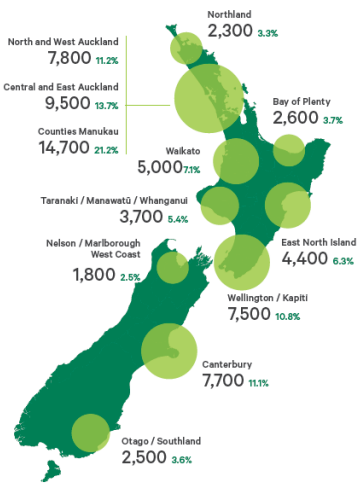 Northland
2,300 3.3%
North and West Auckland
7,800 11.2%
Central and East Auckland
9,500 13.7%
Counties Manukau
14,700 21.2%
Bay of Plenty
2,600 3.7%
Waikato
5,000 7.1%
Taranaki / Manawatū / Whanganui
3,700 5.4%
East North Island
4,400 6.3%
Nelson / Marlborough
West Coast
1,800 2.5%
Wellington / Kapiti
7,500 10.8%
Canterbury
7,700 11.1%
Otago / Southland
2,500 3.6%